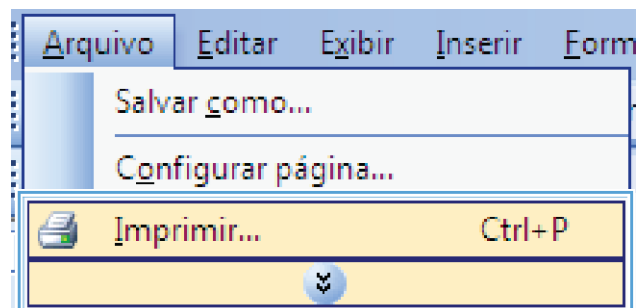 Arquivo Editar Exibir Inserir Form
Salvar como...
Configurar página...
Imprimir... Ctrl+P